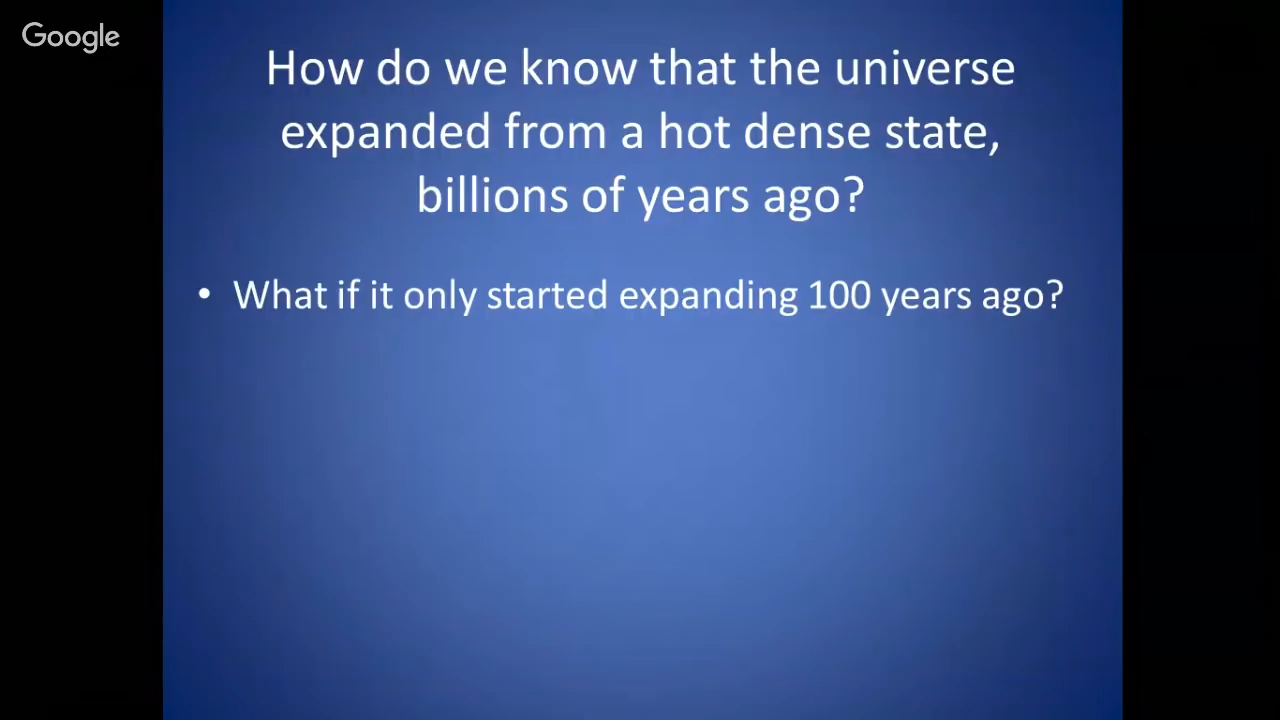 Google
How do we know that the universe
expanded from a hot dense state,
billions of years ago?
• What if it only started expanding 100 years ago?